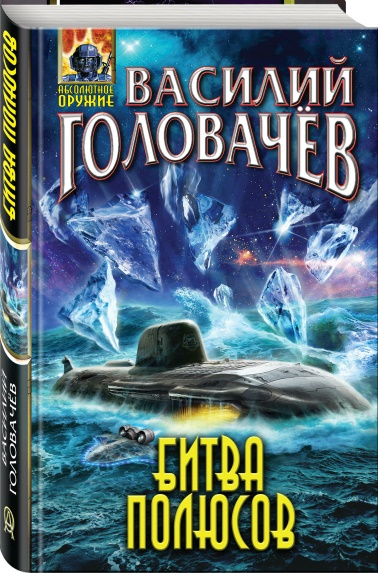 АБСОЛЮТНОЕ
ОРУЖИЕ
ВАСИЛИЙ
ГОЛОВАЧЁВ
БИТВА
ПОЛЮСОВ
БИТВА ПОЛЮСОВ
ВАСИЛИЙ
ГОЛОВАЧЁВ